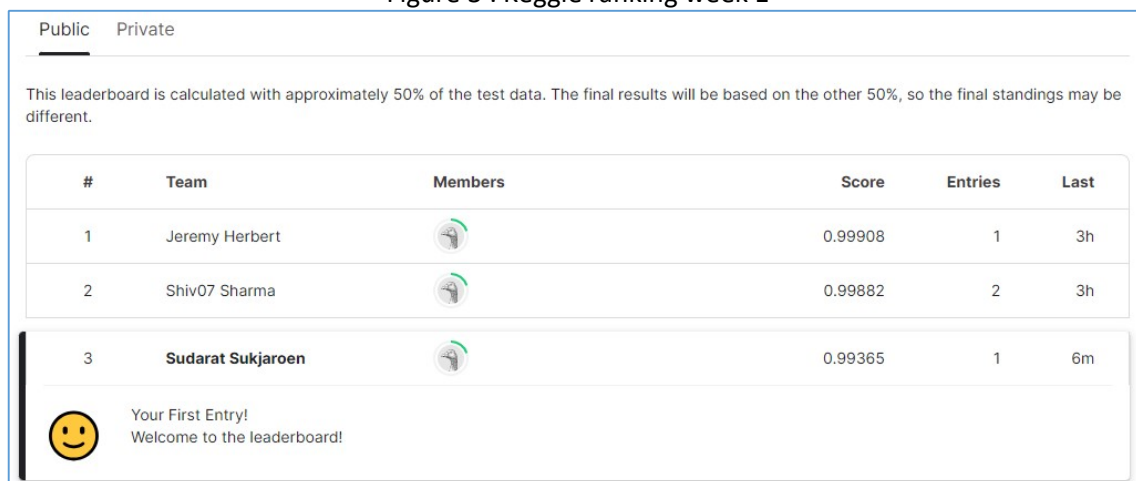 Figure ranking week
Public Private
This leaderboard is calculated with approximately 50% of the test data. The final results will be based on the other 50%, so the final standings may be
different.
# Team Members Score Entries Last
1 Jeremy Herbert 0.99908 1 3h
2 Shiv07 Sharma 0.99882 2 3h
3 Sudarat Sukjaroen 0.99365 1 6m
Your First Entry!
Welcome to the leaderboard!